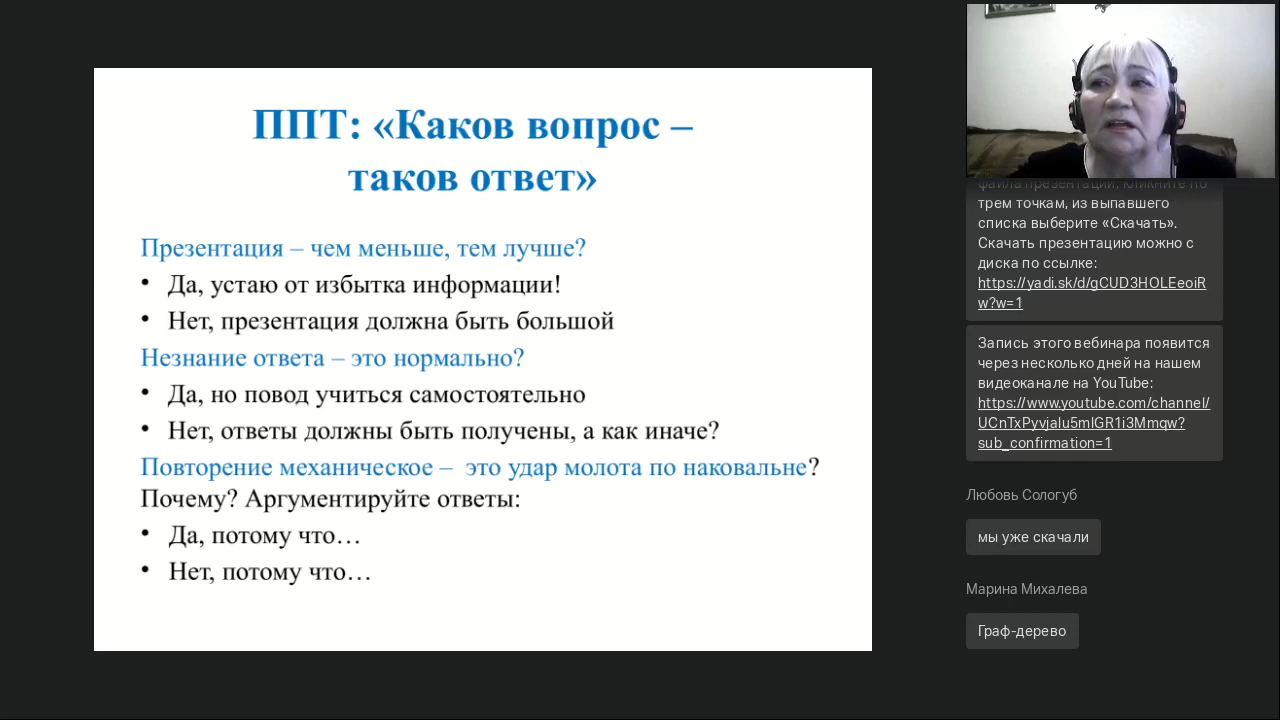 ППТ: «Каков вопрос –
таков ответ»
Презентация – чем меньше, тем лучше?
• Да, устаю от избытка информации!
• Нет, презентация должна быть большой
Незнание ответа – это нормально?
• Да, но повод учиться самостоятельно
• Нет, ответы должны быть получены, а как иначе?
Повторение механическое – это удар молота по наковальне?
Почему? Аргументируйте ответы:
• Да, потому что…
• Нет, потому что…
файла презентации, кликните по
трем точкам, из выпавшего
списка выберите «Скачать».
Скачать презентацию можно с
диска по ссылке:
https://yadi.sk/d/gCUD3HOLEeoiR
w?w=1
Запись этого вебинара появится
через несколько дней на нашем
видеоканале на YouTube:
https://www.youtube.com/channel/
UCnTxPyvjalu5mlGR1i3Mmqw?
sub_confirmation=1
Любовь Сологуб
мы уже скачали
Марина Михалева
Граф-дерево